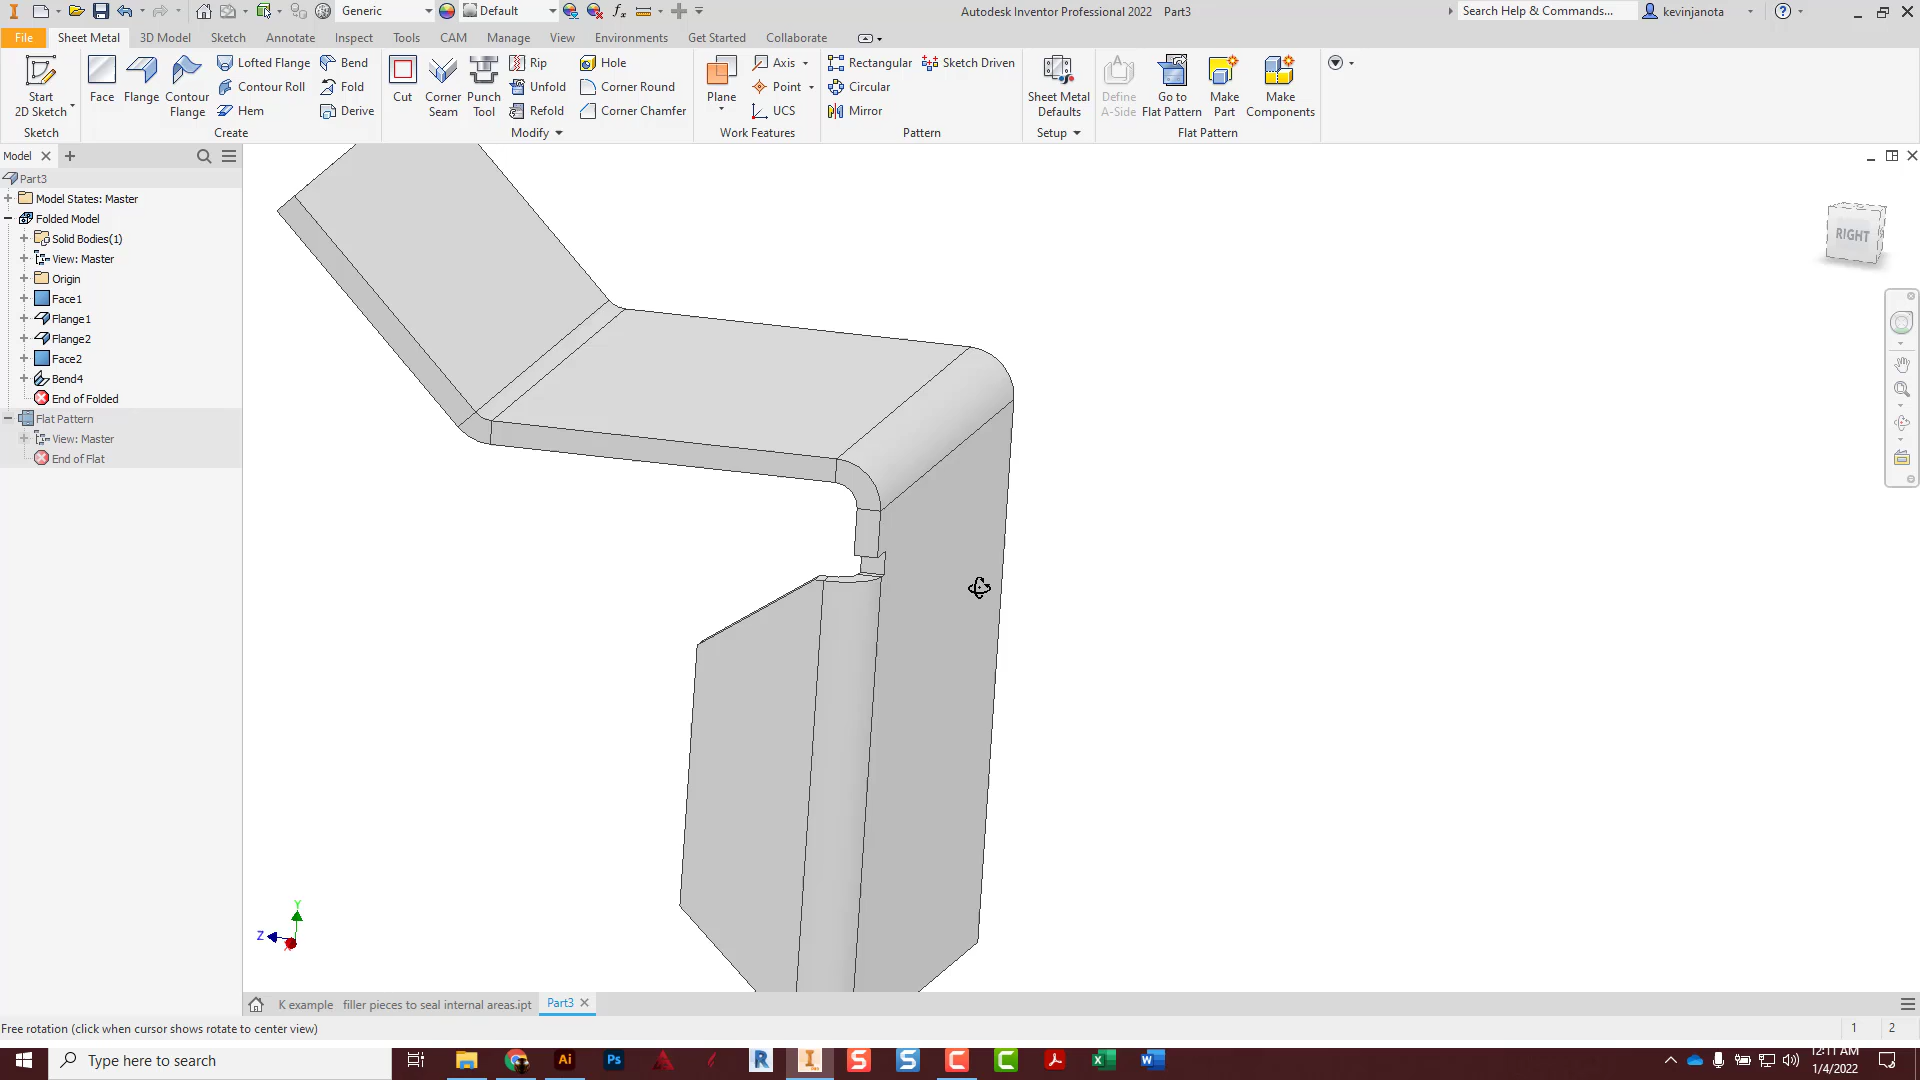 Generic Default Autodesk Inventor Professional 2022 Part3 Search Help & Commands... kevinjanota
File Sheet Metal 3D Model Sketch Annotate Inspect Tools CAM Manage View Environments Get Started Collaborate
Start 2D Sketch
Sketch
Face
Flange
Contour Flange
Lofted Flange
Contour Roll
Hem
Bend
Fold
Derive
Create
Cut
Corner Seam
Punch Tool
Rip
Unfold
Refold
Hole
Corner Round
Corner Chamfer
Modify
Plane
Axis
Point
UCS
Work Features
Rectangular
Circular
Mirror
Sketch Driven
Pattern
Sheet Metal Defaults
Setup
Define A-Side
Go to Flat Pattern
Make Part
Make Components
Flat Pattern
Model
Part3
Model States: Master
Folded Model
Solid Bodies(1)
View: Master
Origin
Face1
Flange1
Flange2
Face2
Bend4
End of Folded
Flat Pattern
View: Master
End of Flat
RIGHT
Y
Z
K example filler pieces to seal internal areas.ipt Part3
Free rotation (click when cursor shows rotate to center view) 1 2
Type here to search
12:11 AM
1/4/2022